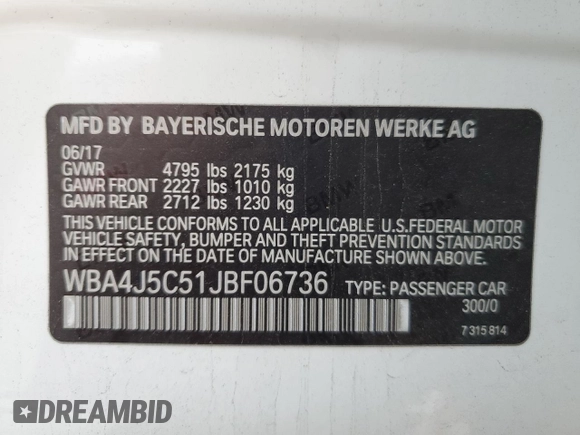 MFD BY BAYERISCHE MOTOREN WERKE AG
06/17
GVWR 4795 lbs 2175 kg
GAWR FRONT 2227 lbs 1010 kg
GAWR REAR 2712 lbs 1230 kg
THIS VEHICLE CONFORMS TO ALL APPLICABLE U.S.FEDERAL MOTOR
VEHICLE SAFETY, BUMPER AND THEFT PREVENTION STANDARDS
IN EFFECT ON THE DATE OF MANUFACTURE SHOWN ABOVE.
WBA4J5C51JBF06736 TYPE: PASSENGER CAR
300/0
7 315 814
DREAMBID